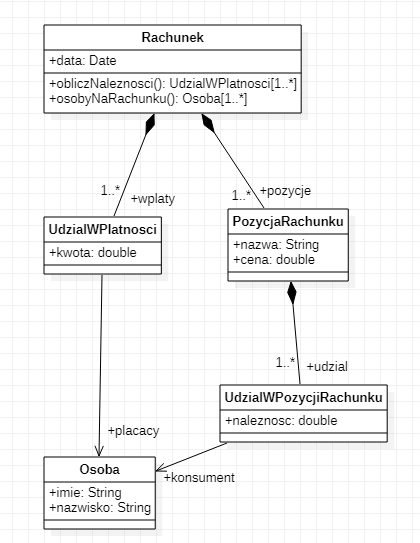 Rachunek
+data: Date
+obliczNaleznosci(): UdzialWPlatnosci[1..*]
+osobyNaRachunku(): Osoba[1..*]
1..*
+wplaty
1..*
+pozycje
UdzialWPlatnosci
+kwota: double
PozycjaRachunku
+nazwa: String
+cena: double
1..*
+udzial
UdzialWPozycjiRachunku
+naleznosc: double
+placacy
+konsument
Osoba
+imie: String
+nazwisko: String